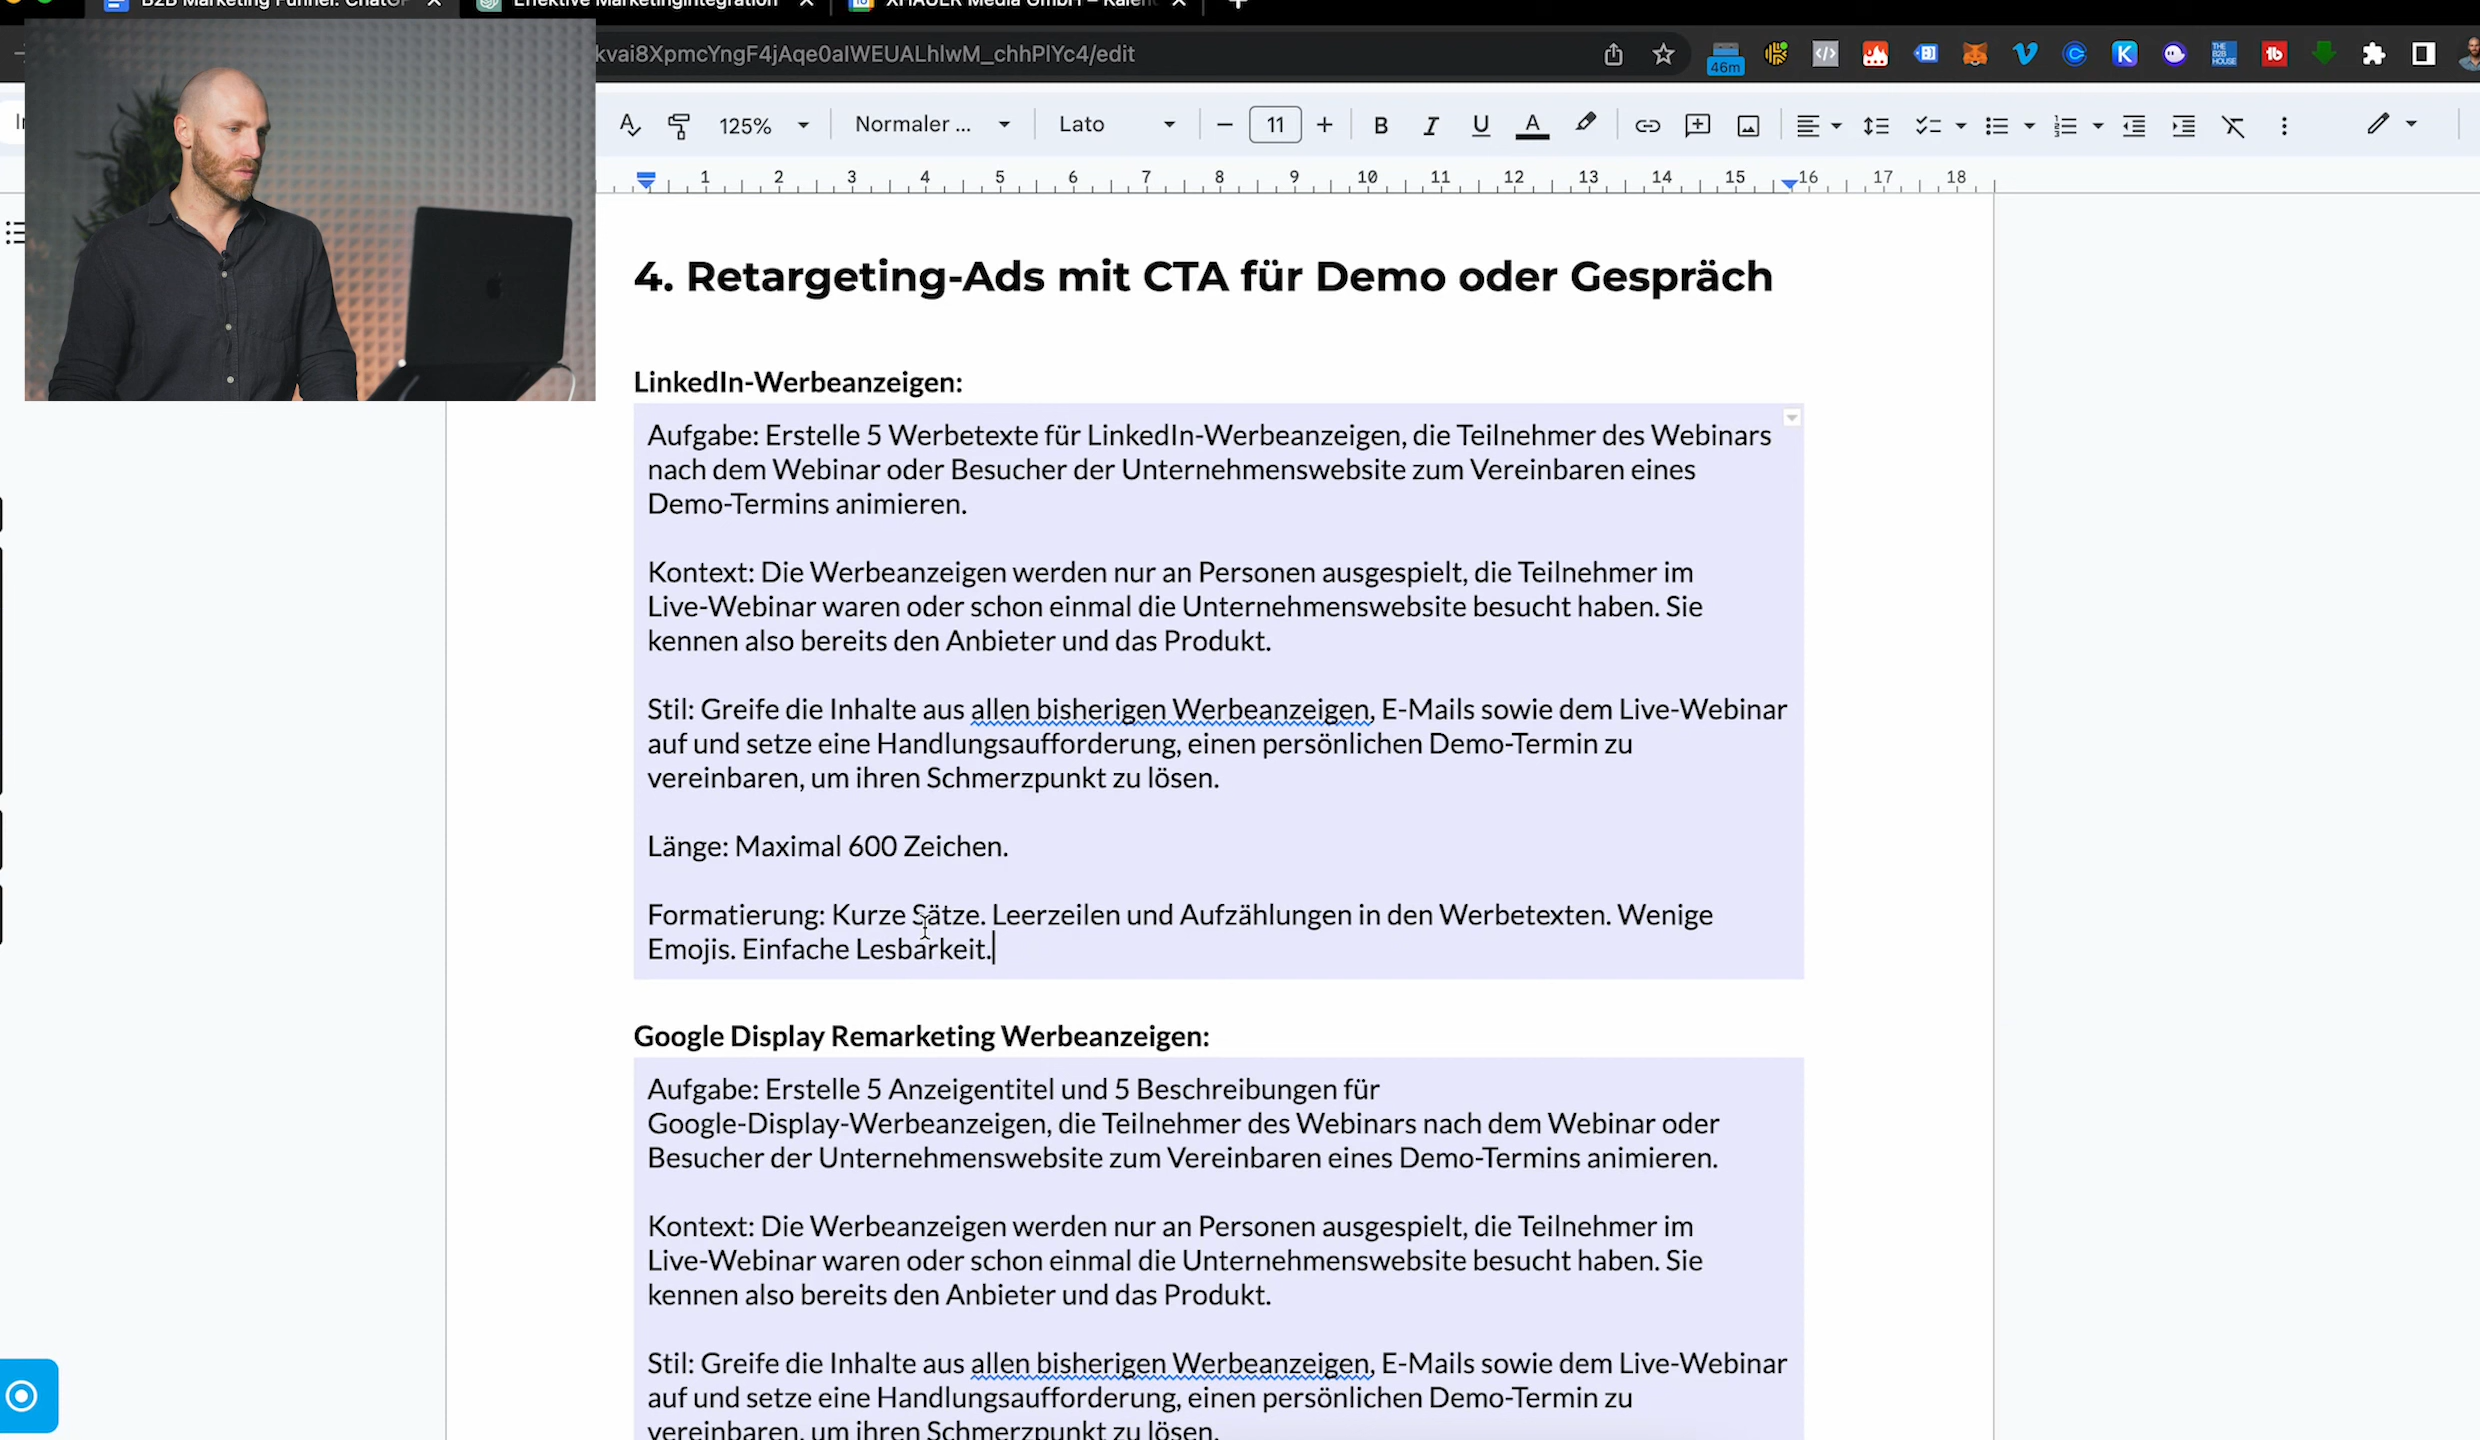 B2B Marketing Funnel: ChatGP
Effektive Marketingintegration
XHAUER Media GmbH – Kalen
kvai8XpmcYngF4jAqe0aIWEUALhlwM_chhPlYc4/edit
46m
THE B2B HOUSE
125%
Normaler ...
Lato
11
1 2 3 4 5 6 7 8 9 10 11 12 13 14 15 16 17 18
4. Retargeting-Ads mit CTA für Demo oder Gespräch
LinkedIn-Werbeanzeigen:
Aufgabe: Erstelle 5 Werbetexte für LinkedIn-Werbeanzeigen, die Teilnehmer des Webinars
nach dem Webinar oder Besucher der Unternehmenswebsite zum Vereinbaren eines
Demo-Termins animieren.
Kontext: Die Werbeanzeigen werden nur an Personen ausgespielt, die Teilnehmer im
Live-Webinar waren oder schon einmal die Unternehmenswebsite besucht haben. Sie
kennen also bereits den Anbieter und das Produkt.
Stil: Greife die Inhalte aus allen bisherigen Werbeanzeigen, E-Mails sowie dem Live-Webinar
auf und setze eine Handlungsaufforderung, einen persönlichen Demo-Termin zu
vereinbaren, um ihren Schmerzpunkt zu lösen.
Länge: Maximal 600 Zeichen.
Formatierung: Kurze Sätze. Leerzeilen und Aufzählungen in den Werbetexten. Wenige
Emojis. Einfache Lesbarkeit.
Google Display Remarketing Werbeanzeigen:
Aufgabe: Erstelle 5 Anzeigentitel und 5 Beschreibungen für
Google-Display-Werbeanzeigen, die Teilnehmer des Webinars nach dem Webinar oder
Besucher der Unternehmenswebsite zum Vereinbaren eines Demo-Termins animieren.
Kontext: Die Werbeanzeigen werden nur an Personen ausgespielt, die Teilnehmer im
Live-Webinar waren oder schon einmal die Unternehmenswebsite besucht haben. Sie
kennen also bereits den Anbieter und das Produkt.
Stil: Greife die Inhalte aus allen bisherigen Werbeanzeigen, E-Mails sowie dem Live-Webinar
auf und setze eine Handlungsaufforderung, einen persönlichen Demo-Termin zu
vereinbaren, um ihren Schmerzpunkt zu lösen.